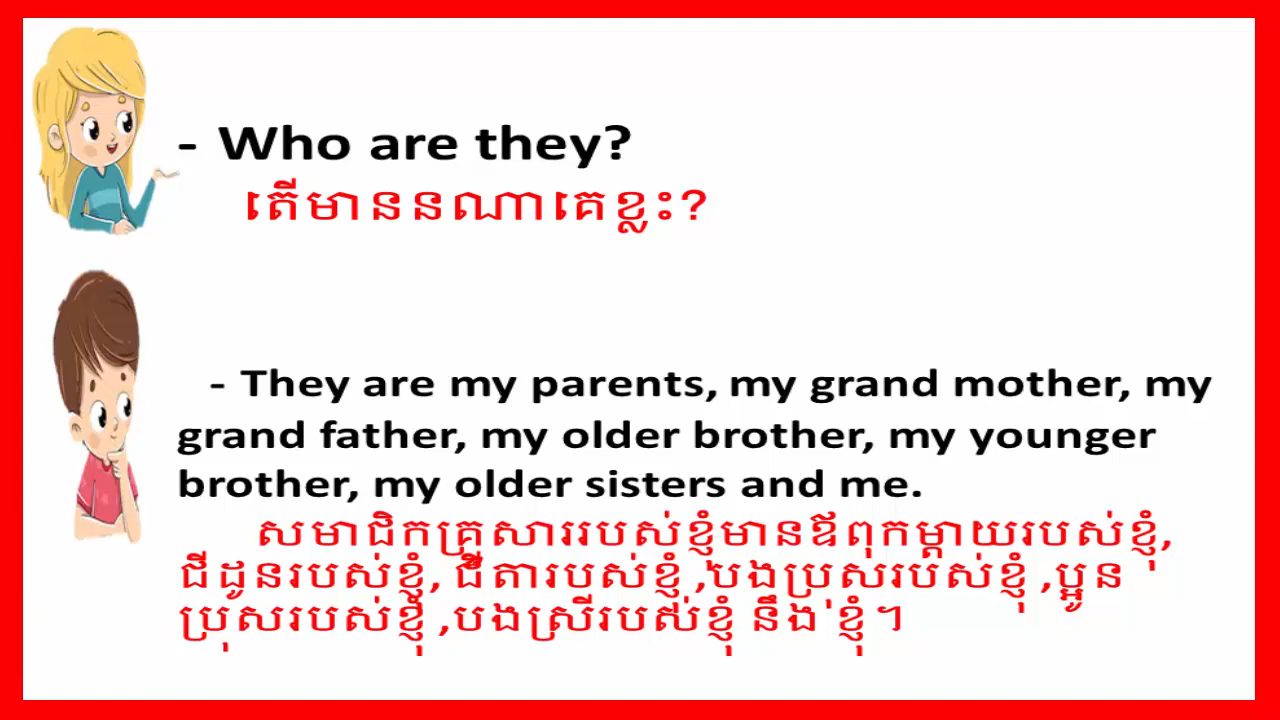 - Who are they?
តើមាននណាគេខ្លះ?
- They are my parents, my grand mother, my
grand father, my older brother, my younger
brother, my older sisters and me.
សមាជិកគ្រួសាររបស់ខ្ញុំមានឪពុកម្តាយរបស់ខ្ញុំ,
ជីដូនរបស់ខ្ញុំ, ជីតារបស់ខ្ញុំ ,បងប្រុសរបស់ខ្ញុំ ,ប្អូន
ប្រុសរបស់ខ្ញុំ ,បងស្រីរបស់ខ្ញុំ នឹង ខ្ញុំ។